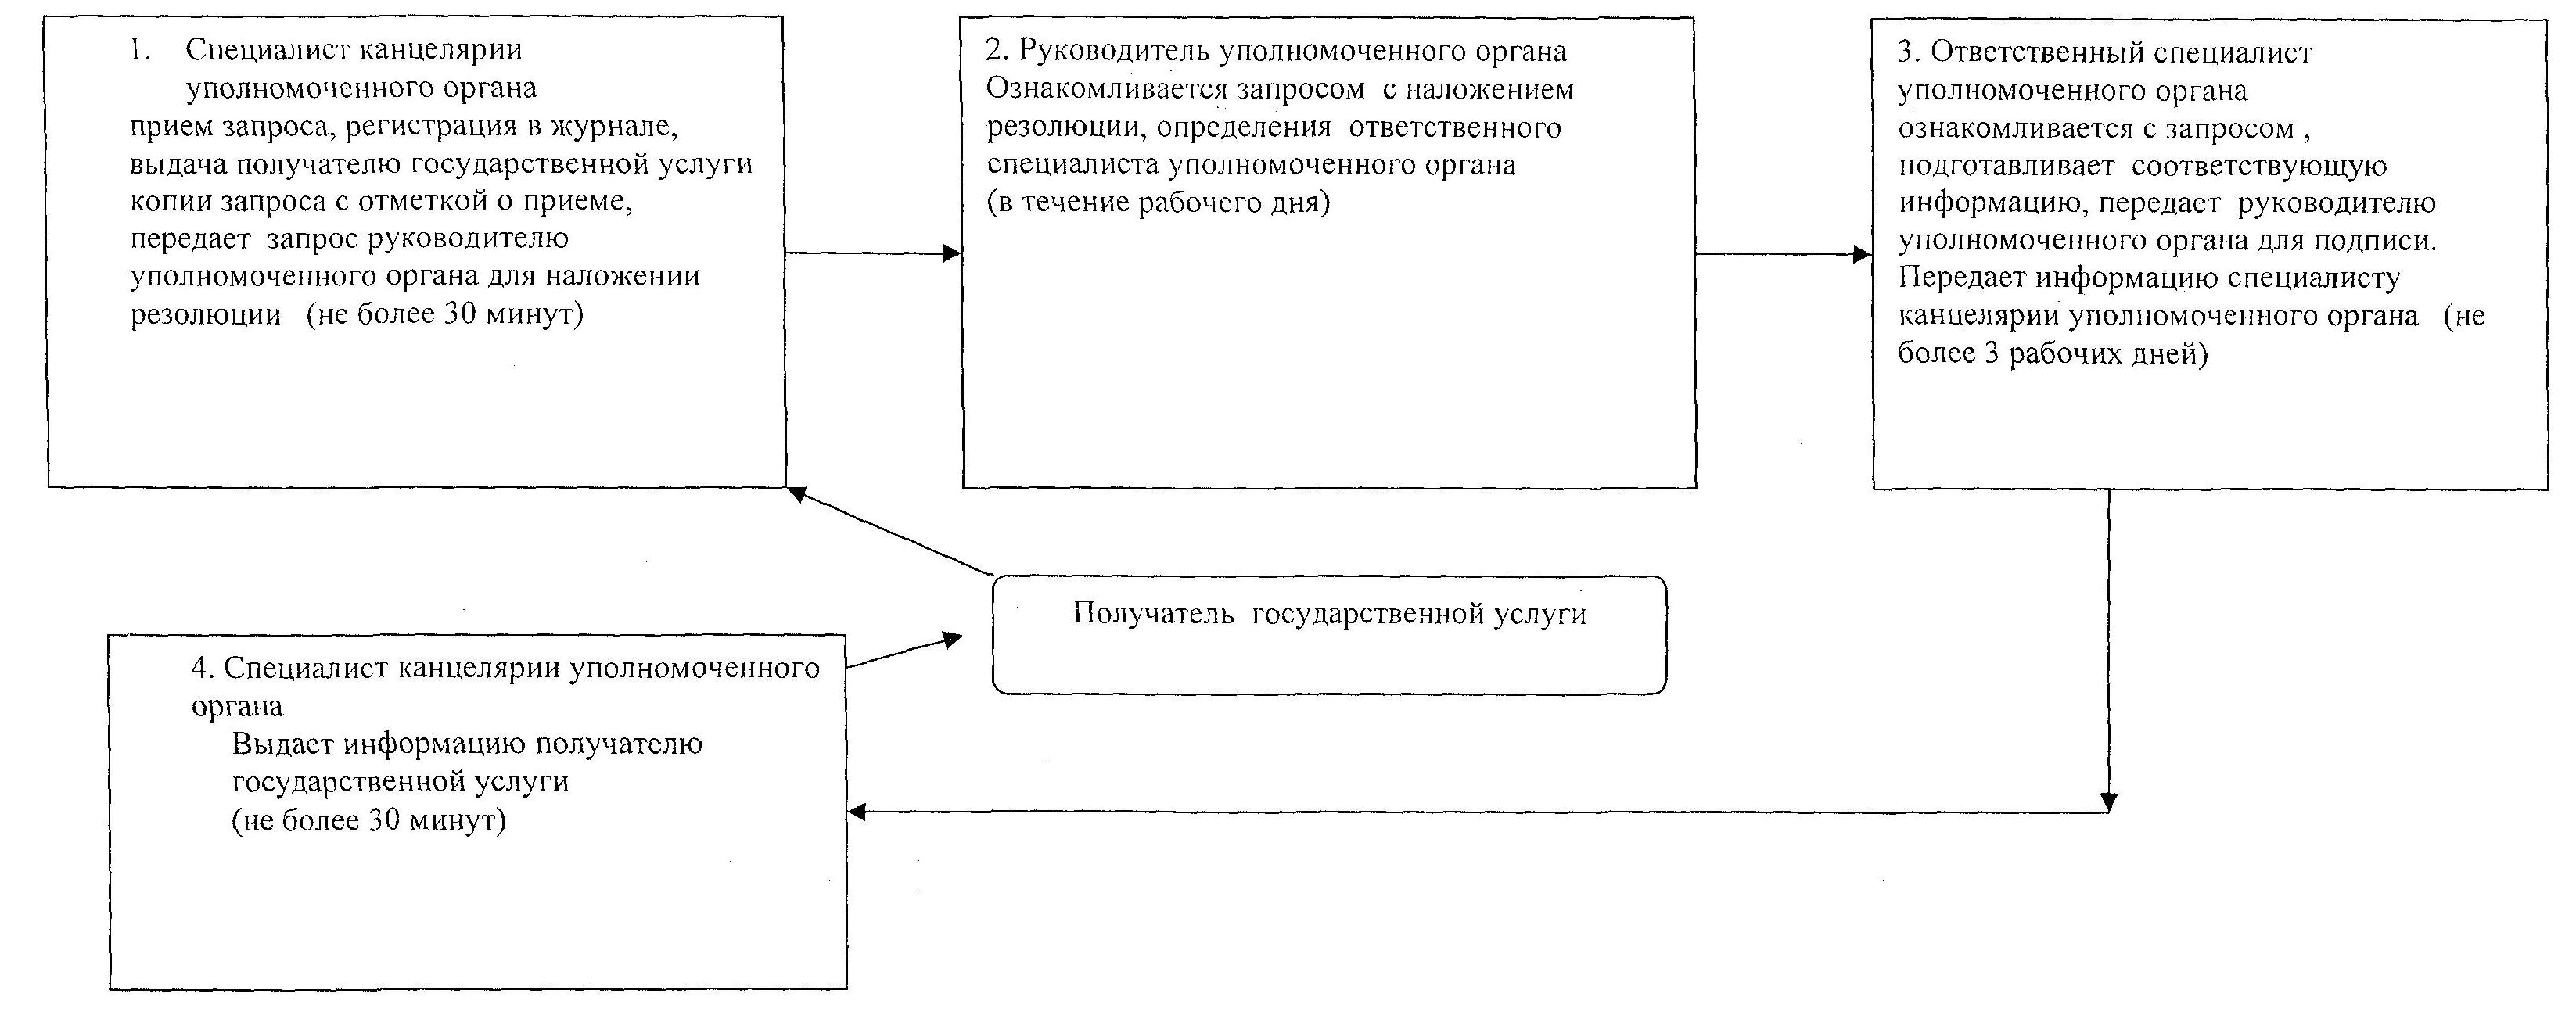 1. Специалист канцелярии
уполномоченного органа
прием запроса, регистрация в журнале,
выдача получателю государственной услуги
копии запроса с отметкой о приеме,
передает запрос руководителю
уполномоченного органа для наложении
резолюции (не более 30 минут)
2. Руководитель уполномоченного органа
Ознакомливается запросом с наложением
резолюции, определения ответственного
специалиста уполномоченного органа
(в течение рабочего дня)
3. Ответственный специалист
уполномоченного органа
ознакомливается с запросом ,
подготавливает соответствующую
информацию, передает руководителю
уполномоченного органа для подписи.
Передает информацию специалисту
канцелярии уполномоченного органа (не
более 3 рабочих дней)
Получатель государственной услуги
4. Специалист канцелярии уполномоченного
органа
Выдает информацию получателю
государственной услуги
(не более 30 минут)